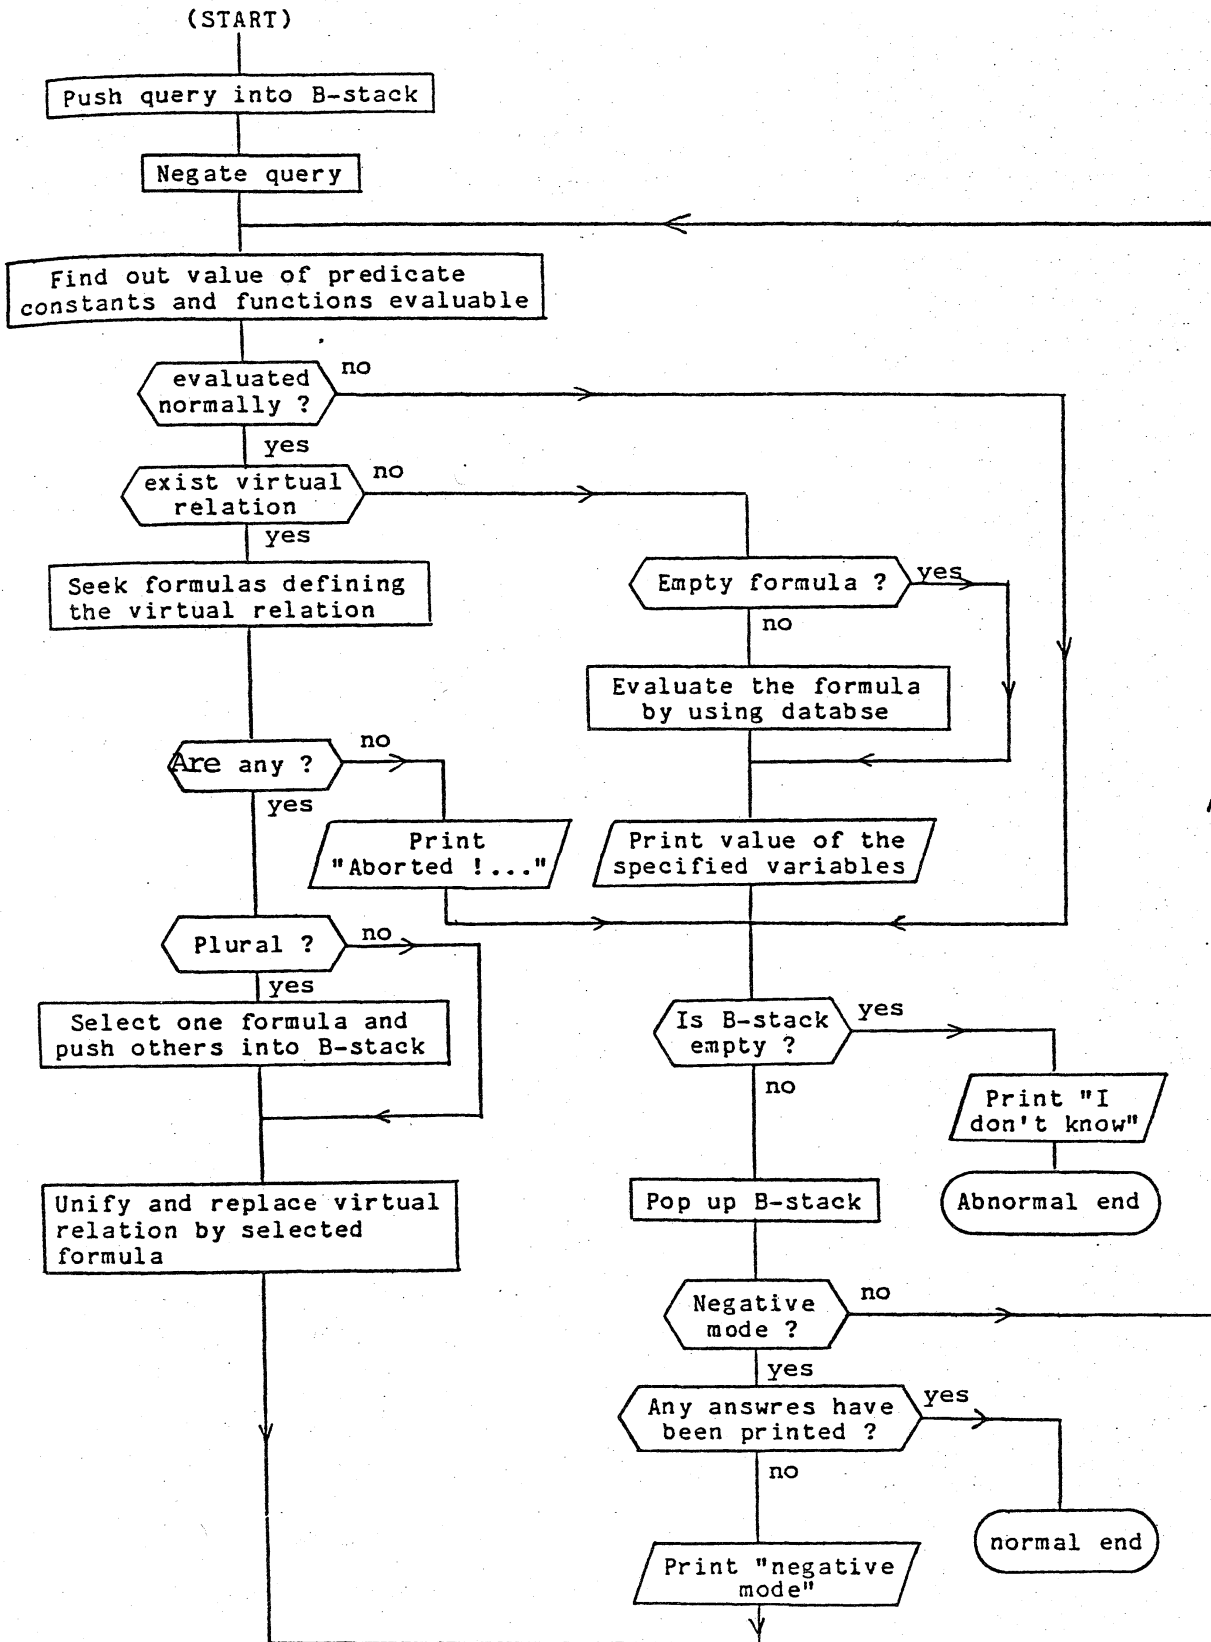 (START)
Push query into B-stack
Negate query
Find out value of predicate
constants and functions evaluable
evaluated
normally ?
no
yes
exist virtual
relation
no
yes
Seek formulas defining
the virtual relation
Empty formula ?
yes
no
Evaluate the formula
by using databse
Are any ?
no
yes
Print
"Aborted !..."
Print value of the
specified variables
Plural ?
no
yes
Select one formula and
push others into B-stack
Is B-stack
empty ?
yes
no
Print "I
don't know"
Abnormal end
Unify and replace virtual
relation by selected
formula
Pop up B-stack
Negative
mode ?
no
yes
Any answres have
been printed ?
yes
no
normal end
Print "negative
mode"